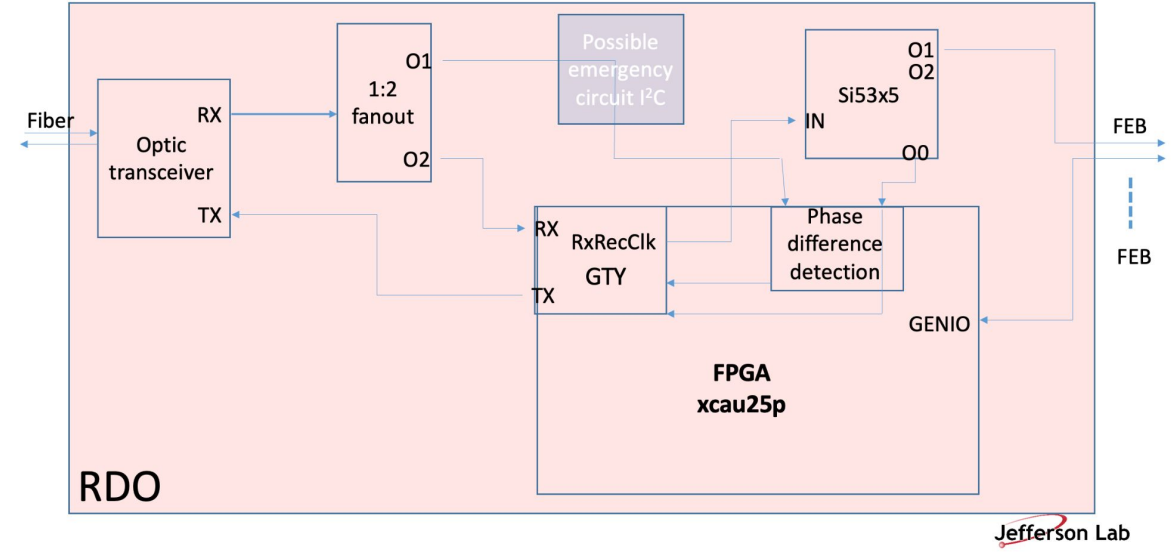 Fiber
Optic
transceiver
RX
TX
1:2
fanout
O1
O2
Possible
emergency
circuit I²C
Si53x5
IN
O1
O2
O0
FEB
FEB
RX
RxRecClk
GTY
TX
Phase
difference
detection
GENIO
FPGA
xcau25p
RDO
Jefferson Lab